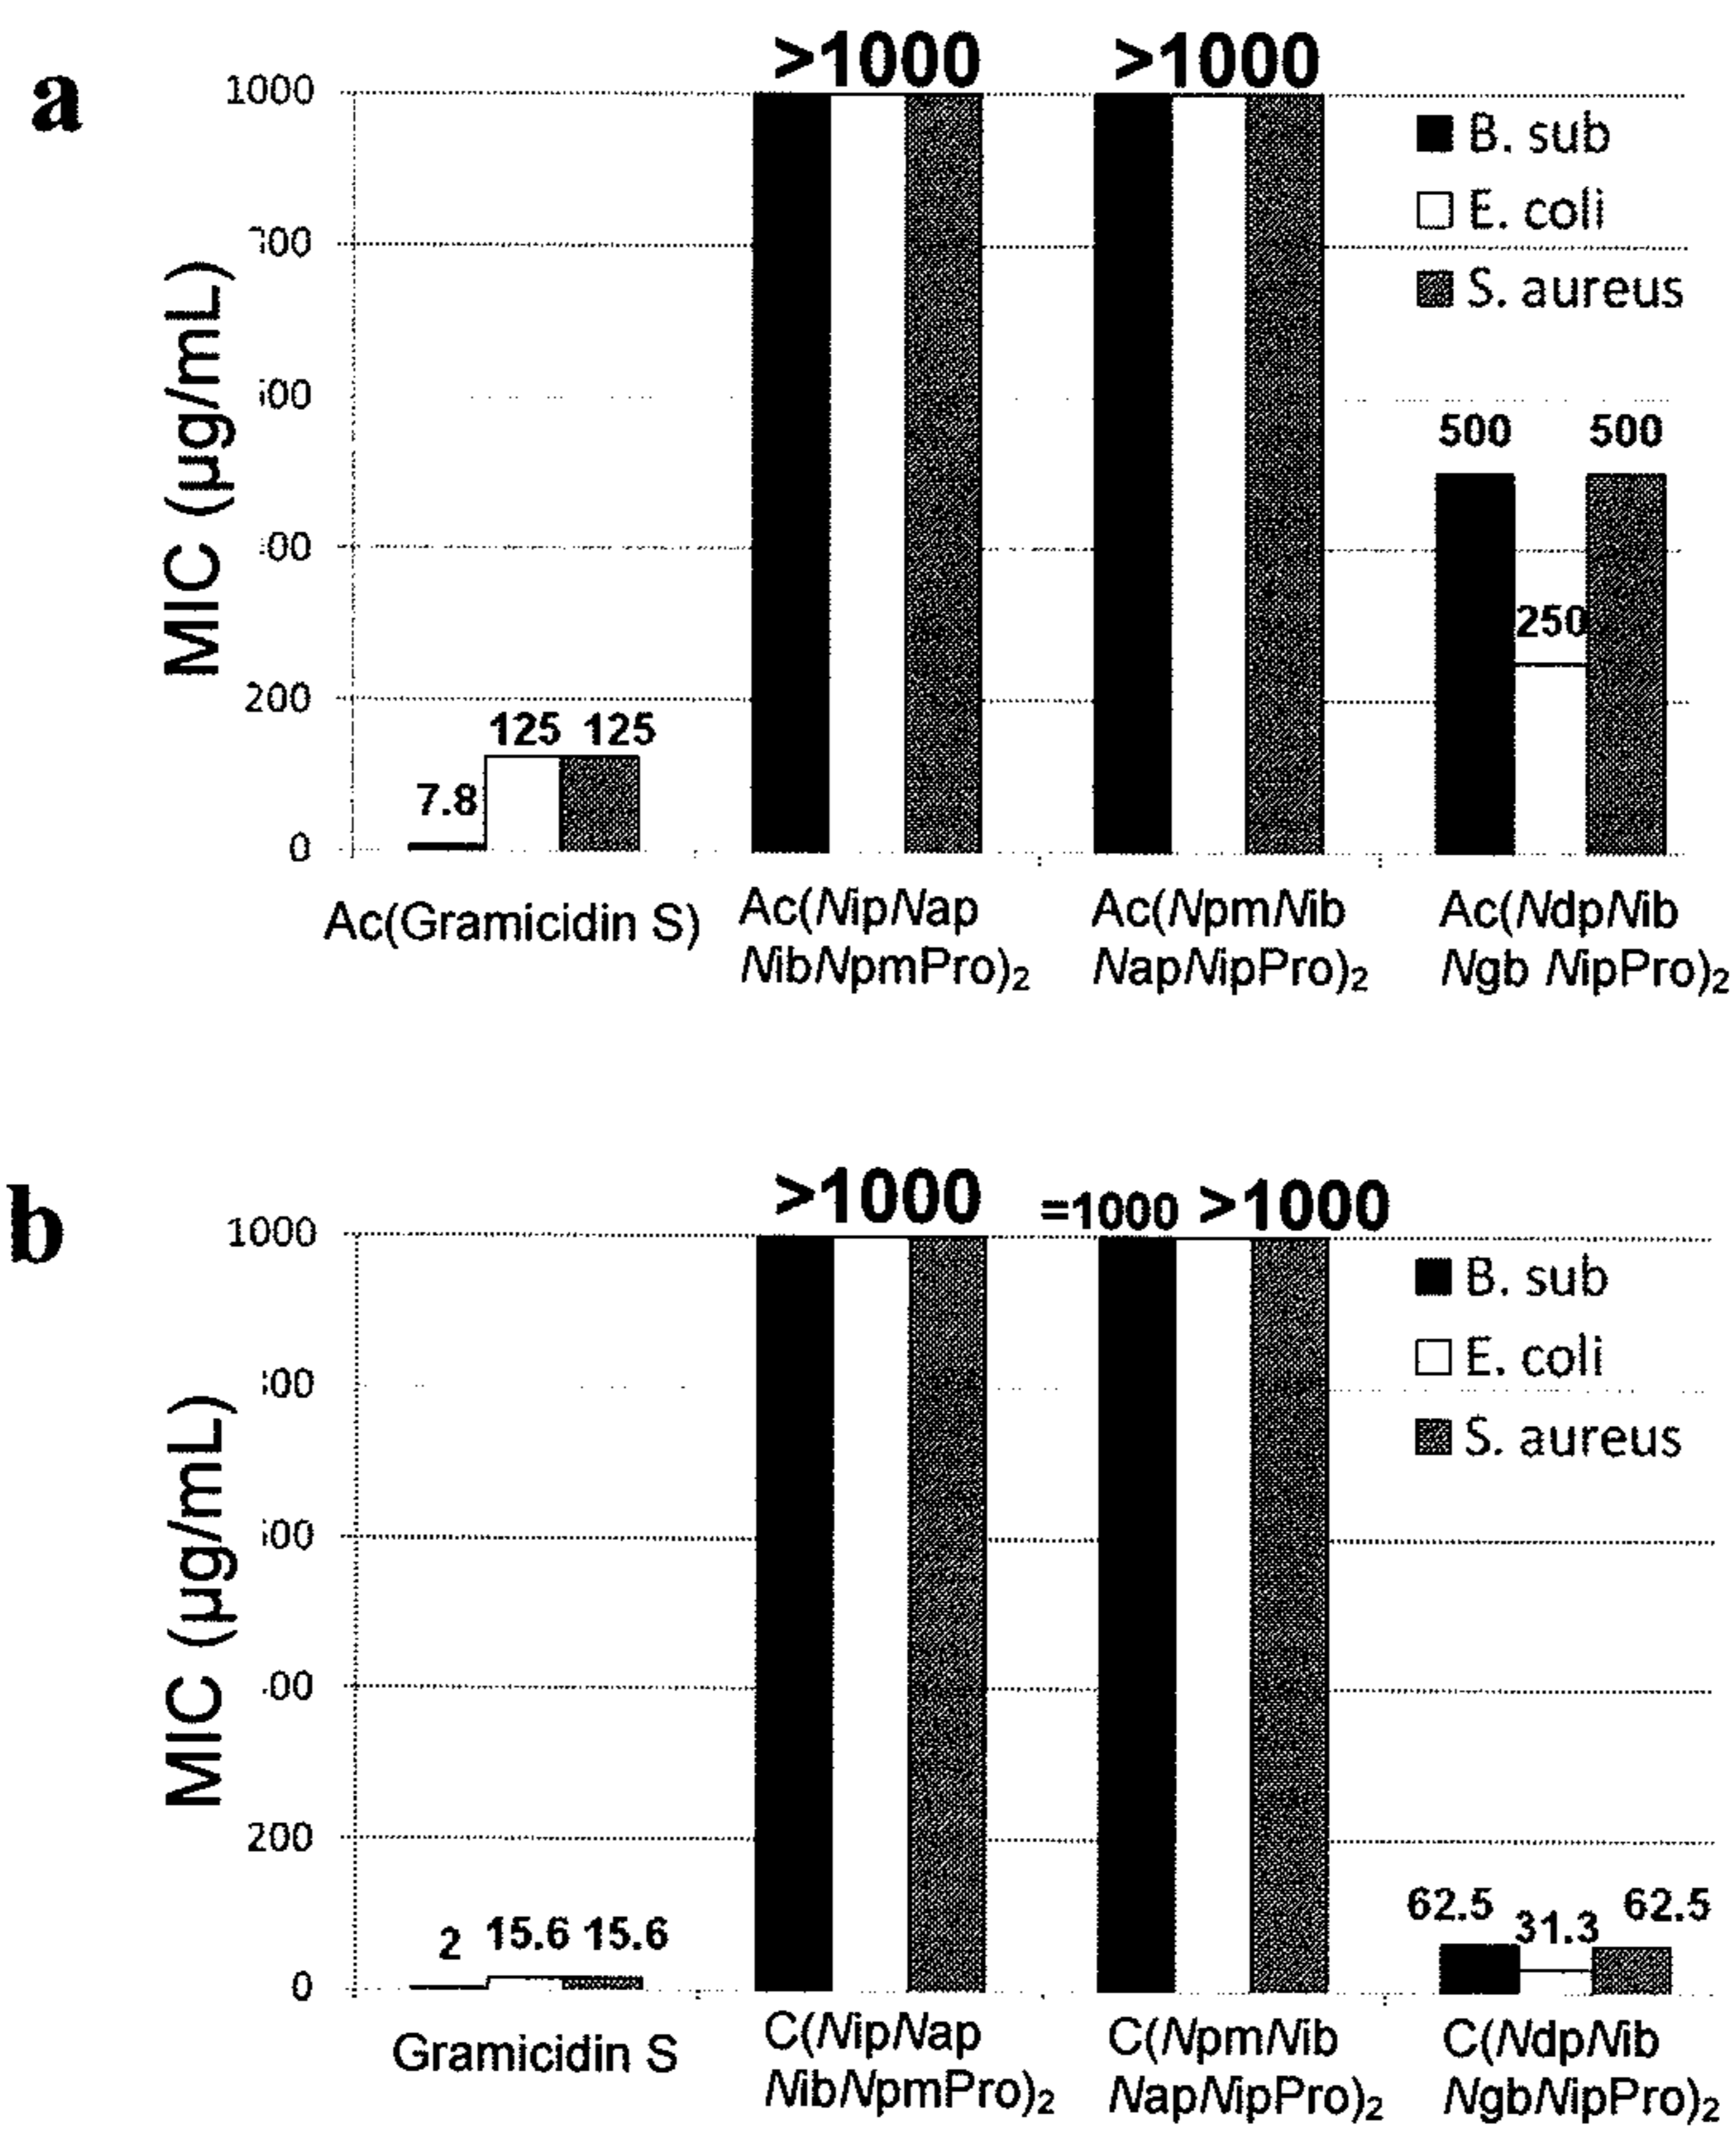 a
>1000 >1000
1000
B. sub
E. coli
S. aureus
MIC (µg/mL)
500 500
250
200
125 125
7.8
0
Ac(Gramicidin S)
Ac(NipNap
NibNpmPro)₂
Ac(NpmNib
NapNipPro)₂
Ac(NdpNib
Ngb NipPro)₂
b
>1000 =1000 >1000
1000
B. sub
E. coli
S. aureus
MIC (µg/mL)
200
62.5 31.3 62.5
2 15.6 15.6
0
Gramicidin S
C(NipNap
NibNpmPro)₂
C(NpmNib
NapNipPro)₂
C(NdpNib
NgbNipPro)₂